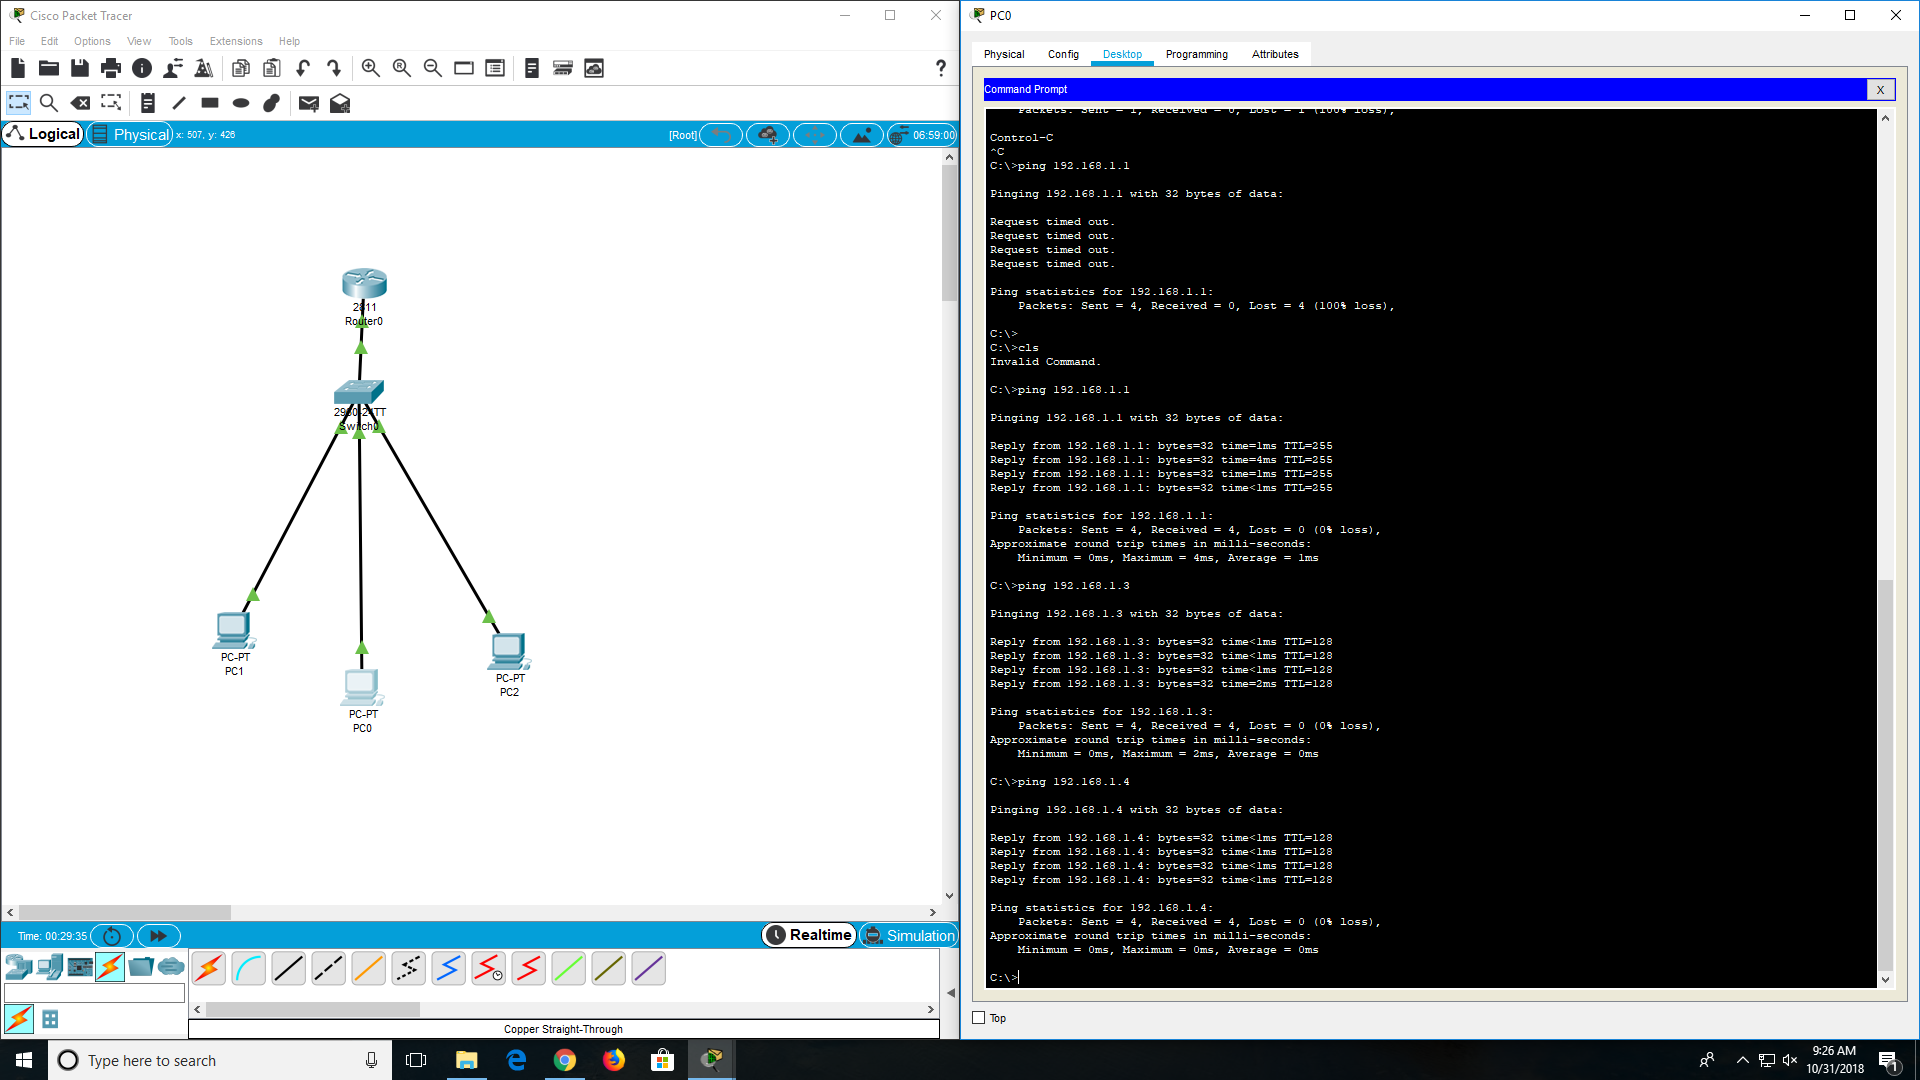 Cisco Packet Tracer
File Edit Options View Tools Extensions Help
Logical
Physical
x: 507, y: 426
[Root]
06:59:00
2811
Router0
2960-24TT
Switch0
PC-PT
PC1
PC-PT
PC0
PC-PT
PC2
Time: 00:29:35
Realtime
Simulation
Copper Straight-Through
PC0
Physical Config Desktop Programming Attributes
Command Prompt
X
Packets: Sent = 1, Received = 0, Lost = 1 (100% loss),
Control-C
^C
C:\>ping 192.168.1.1
Pinging 192.168.1.1 with 32 bytes of data:
Request timed out.
Request timed out.
Request timed out.
Request timed out.
Ping statistics for 192.168.1.1:
Packets: Sent = 4, Received = 0, Lost = 4 (100% loss),
C:\>
C:\>cls
Invalid Command.
C:\>ping 192.168.1.1
Pinging 192.168.1.1 with 32 bytes of data:
Reply from 192.168.1.1: bytes=32 time=1ms TTL=255
Reply from 192.168.1.1: bytes=32 time=4ms TTL=255
Reply from 192.168.1.1: bytes=32 time=1ms TTL=255
Reply from 192.168.1.1: bytes=32 time<1ms TTL=255
Ping statistics for 192.168.1.1:
Packets: Sent = 4, Received = 4, Lost = 0 (0% loss),
Approximate round trip times in milli-seconds:
Minimum = 0ms, Maximum = 4ms, Average = 1ms
C:\>ping 192.168.1.3
Pinging 192.168.1.3 with 32 bytes of data:
Reply from 192.168.1.3: bytes=32 time<1ms TTL=128
Reply from 192.168.1.3: bytes=32 time<1ms TTL=128
Reply from 192.168.1.3: bytes=32 time<1ms TTL=128
Reply from 192.168.1.3: bytes=32 time=2ms TTL=128
Ping statistics for 192.168.1.3:
Packets: Sent = 4, Received = 4, Lost = 0 (0% loss),
Approximate round trip times in milli-seconds:
Minimum = 0ms, Maximum = 2ms, Average = 0ms
C:\>ping 192.168.1.4
Pinging 192.168.1.4 with 32 bytes of data:
Reply from 192.168.1.4: bytes=32 time<1ms TTL=128
Reply from 192.168.1.4: bytes=32 time<1ms TTL=128
Reply from 192.168.1.4: bytes=32 time<1ms TTL=128
Reply from 192.168.1.4: bytes=32 time<1ms TTL=128
Ping statistics for 192.168.1.4:
Packets: Sent = 4, Received = 4, Lost = 0 (0% loss),
Approximate round trip times in milli-seconds:
Minimum = 0ms, Maximum = 0ms, Average = 0ms
C:\>
Top
Type here to search
9:26 AM
10/31/2018
1